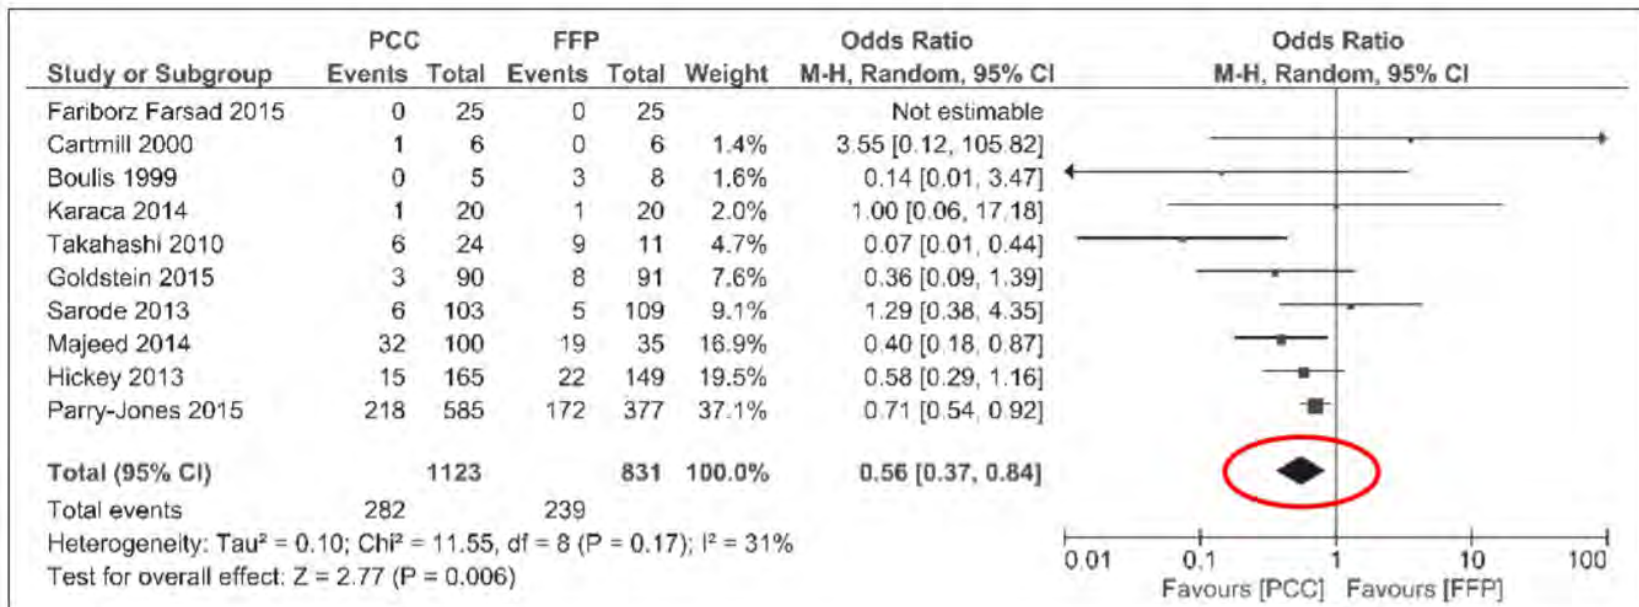 PCC FFP Odds Ratio Odds Ratio
Study or Subgroup Events Total Events Total Weight M-H, Random, 95% CI M-H, Random, 95% CI
Fariborz Farsad 2015 0 25 0 25 Not estimable
Cartmill 2000 1 6 0 6 1.4% 3.55 [0.12, 105.82]
Boulis 1999 0 5 3 8 1.6% 0.14 [0.01, 3.47]
Karaca 2014 1 20 1 20 2.0% 1.00 [0.06, 17.18]
Takahashi 2010 6 24 9 11 4.7% 0.07 [0.01, 0.44]
Goldstein 2015 3 90 8 91 7.6% 0.36 [0.09, 1.39]
Sarode 2013 6 103 5 109 9.1% 1.29 [0.38, 4.35]
Majeed 2014 32 100 19 35 16.9% 0.40 [0.18, 0.87]
Hickey 2013 15 165 22 149 19.5% 0.58 [0.29, 1.16]
Parry-Jones 2015 218 585 172 377 37.1% 0.71 [0.54, 0.92]
Total (95% CI) 1123 831 100.0% 0.56 [0.37, 0.84]
Total events 282 239
Heterogeneity: Tau² = 0.10; Chi² = 11.55, df = 8 (P = 0.17); I² = 31%
Test for overall effect: Z = 2.77 (P = 0.006)
0.01 0.1 1 10 100
Favours [PCC] Favours [FFP]